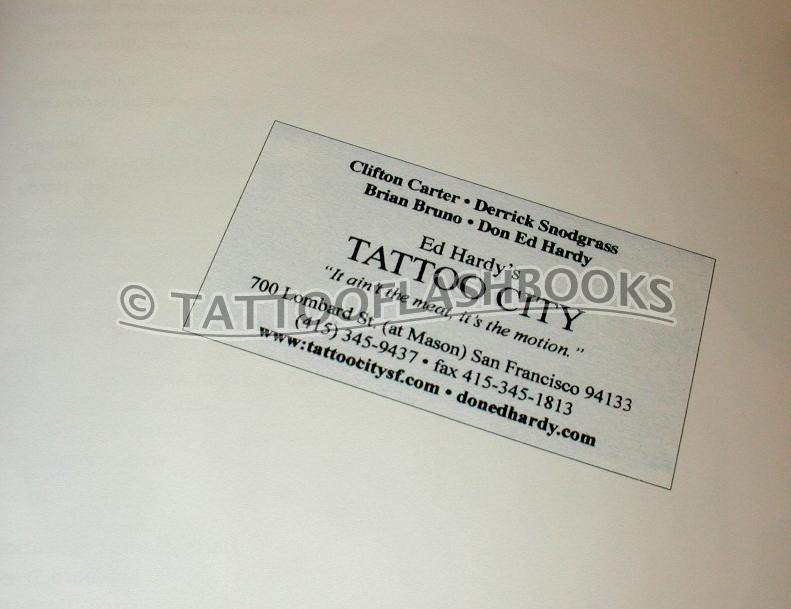 Clifton Carter • Derrick Snodgrass
Brian Bruno • Don Ed Hardy
Ed Hardy's
TATTOO CITY
"It ain't the meat, it's the motion."
700 Lombard St. (at Mason) San Francisco 94133
(415) 345-9437 • fax 415-345-1813
www:tattoocitysf.com • donedhardy.com
© TATTOOFLASHBOOKS